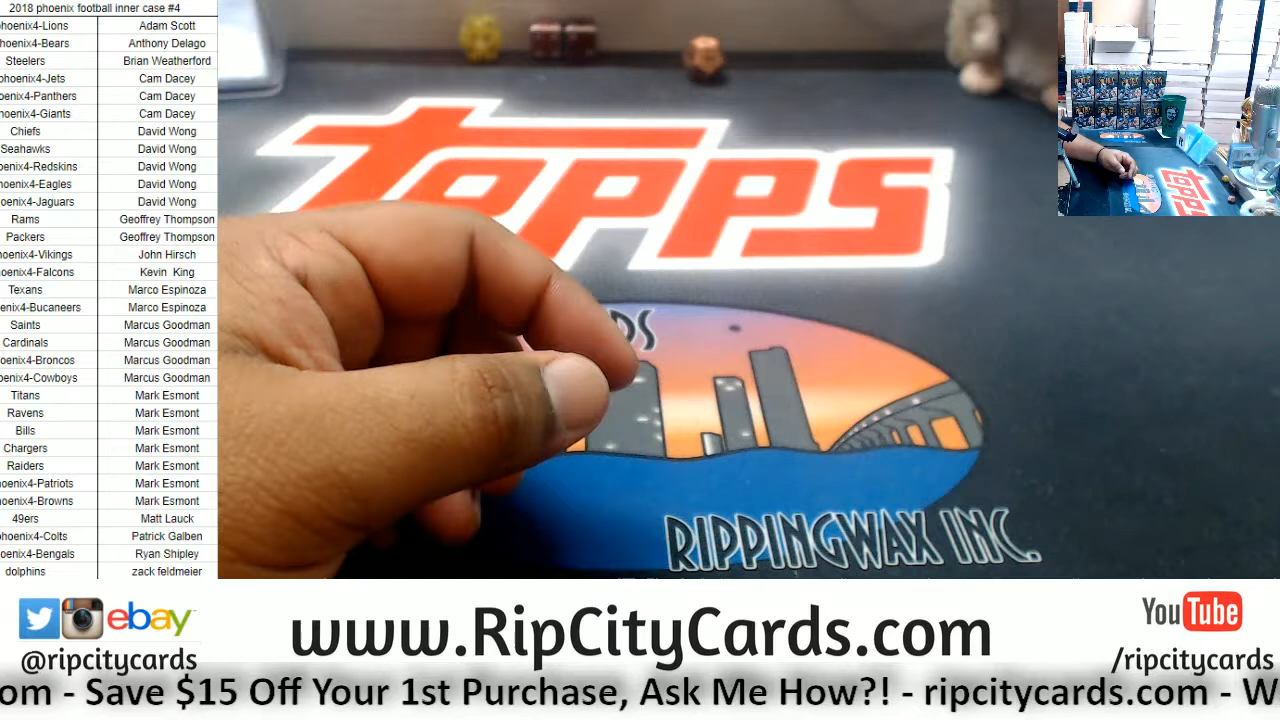 2018 phoenix football inner case #4
phoenix4-Lions Adam Scott
hoenix4-Bears Anthony Delago
Steelers Brian Weatherford
phoenix4-Jets Cam Dacey
oenix4-Panthers Cam Dacey
hoenix4-Giants Cam Dacey
Chiefs David Wong
Seahawks David Wong
oenix4-Redskins David Wong
hoenix4-Eagles David Wong
oenix4-Jaguars David Wong
Rams Geoffrey Thompson
Packers Geoffrey Thompson
hoenix4-Vikings John Hirsch
hoenix4-Falcons Kevin King
Texans Marco Espinoza
enix4-Bucaneers Marco Espinoza
Saints Marcus Goodman
Cardinals Marcus Goodman
hoenix4-Broncos Marcus Goodman
oenix4-Cowboys Marcus Goodman
Titans Mark Esmont
Ravens Mark Esmont
Bills Mark Esmont
Chargers Mark Esmont
Raiders Mark Esmont
hoenix4-Patriots Mark Esmont
hoenix4-Browns Mark Esmont
49ers Matt Lauck
phoenix4-Colts Patrick Galben
oenix4-Bengals Ryan Shipley
dolphins zack feldmeier
topps
DS
RIPPINGWAX INC.
topps
ebay
@ripcitycards
www.RipCityCards.com
YouTube
/ripcitycards
om - Save $15 Off Your 1st Purchase, Ask Me How?! - ripcitycards.com - W